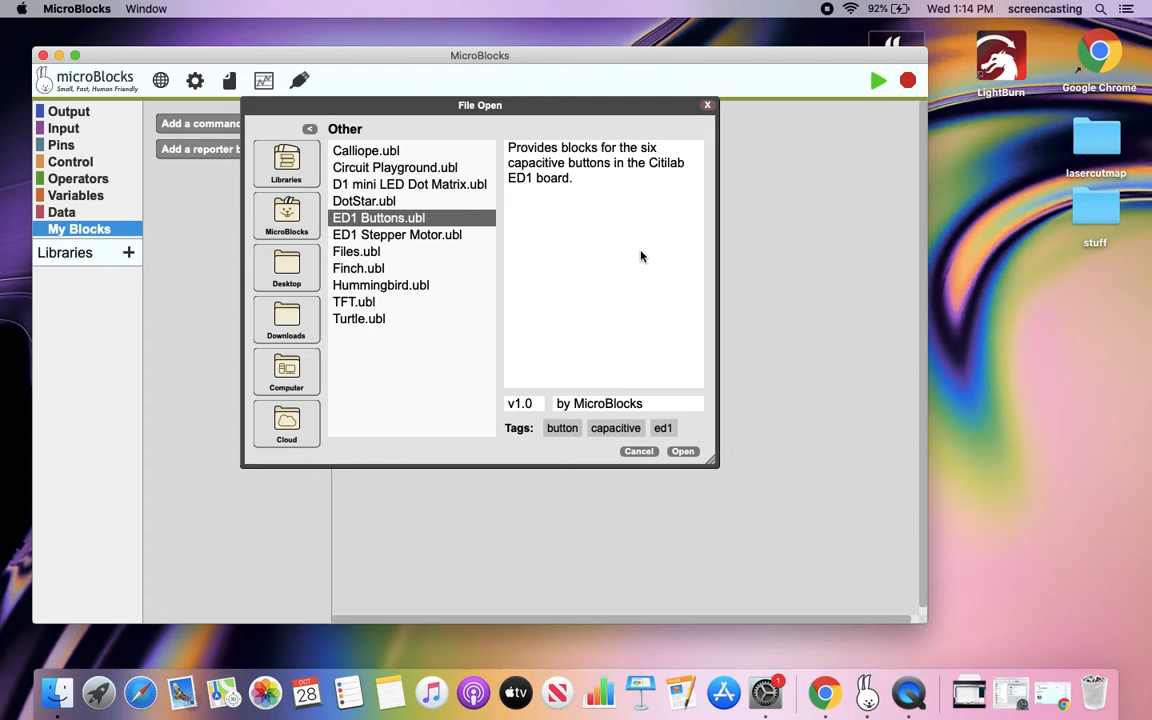 MicroBlocks Window
92% Wed 1:14 PM screencasting
MicroBlocks
microBlocks
Small, Fast, Human Friendly
Output
Input
Pins
Control
Operators
Variables
Data
My Blocks
Libraries +
Add a comman
Add a reporter b
File Open
X
< Other
Libraries
MicroBlocks
Desktop
Downloads
Computer
Cloud
Calliope.ubl
Circuit Playground.ubl
D1 mini LED Dot Matrix.ubl
DotStar.ubl
ED1 Buttons.ubl
ED1 Stepper Motor.ubl
Files.ubl
Finch.ubl
Hummingbird.ubl
TFT.ubl
Turtle.ubl
Provides blocks for the six
capacitive buttons in the Citilab
ED1 board.
v1.0 by MicroBlocks
Tags: button capacitive ed1
Cancel Open
LightBurn
Google Chrome
lasercutmap
stuff
OCT
28
tv
1